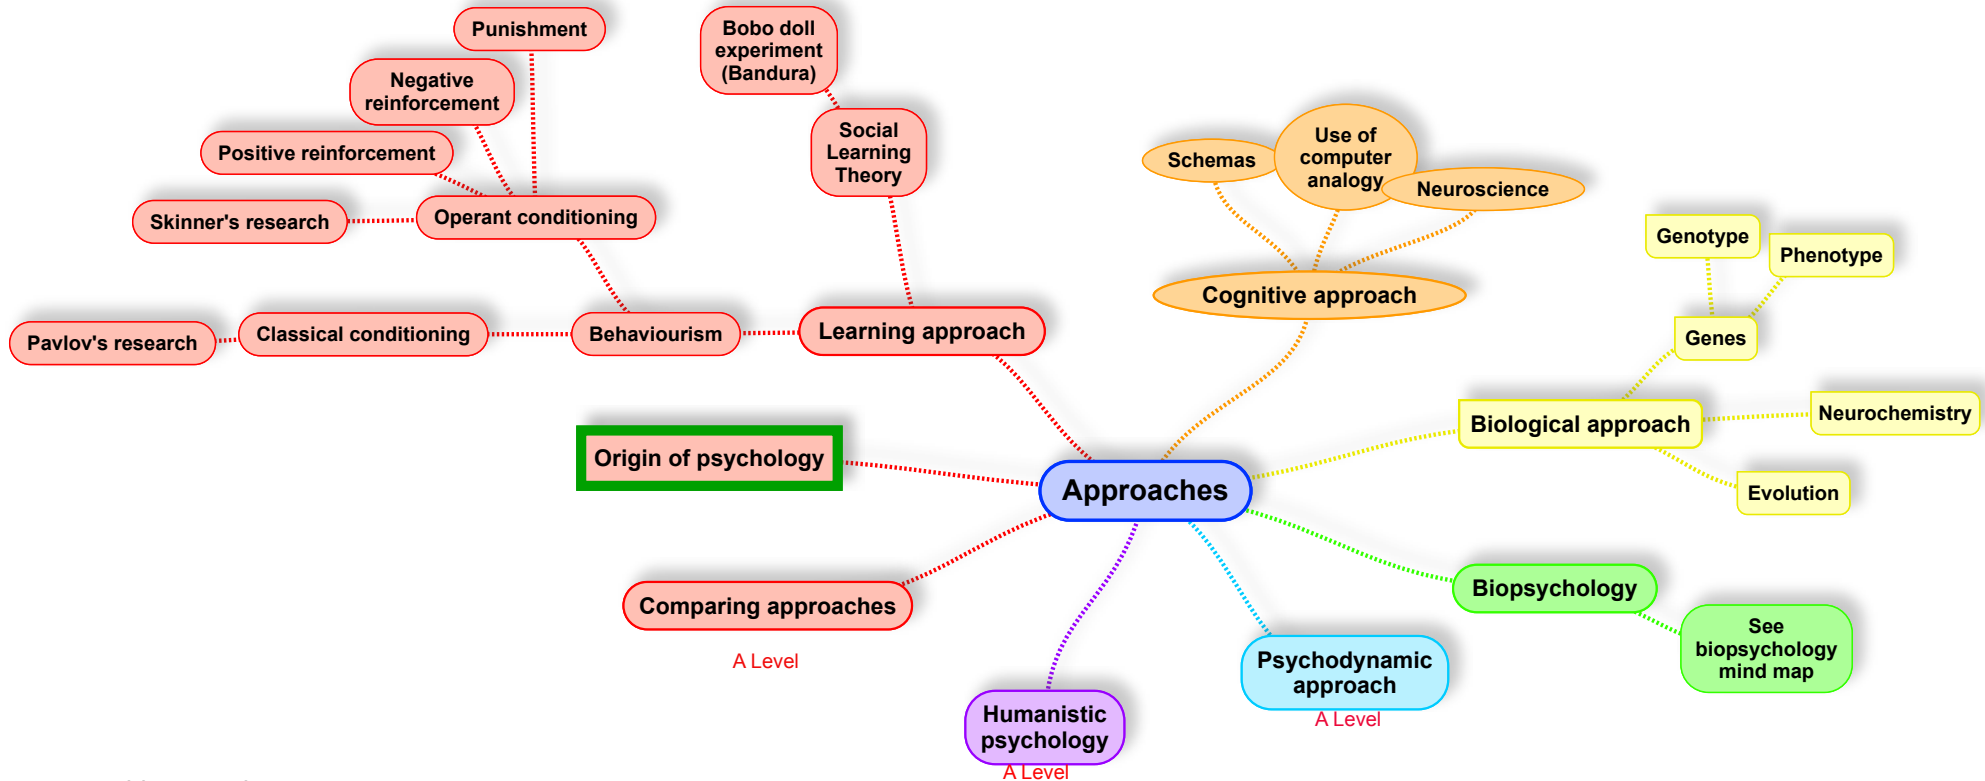 Punishment
Negative
reinforcement
Positive reinforcement
Skinner's research
Operant conditioning
Bobo doll
experiment
(Bandura)
Social
Learning
Theory
Pavlov's research
Classical conditioning
Behaviourism
Learning approach
Schemas
Use of
computer
analogy
Neuroscience
Cognitive approach
Genotype
Phenotype
Genes
Biological approach
Neurochemistry
Evolution
Origin of psychology
Approaches
Comparing approaches
A Level
Humanistic
psychology
A Level
Psychodynamic
approach
A Level
Biopsychology
See
biopsychology
mind map